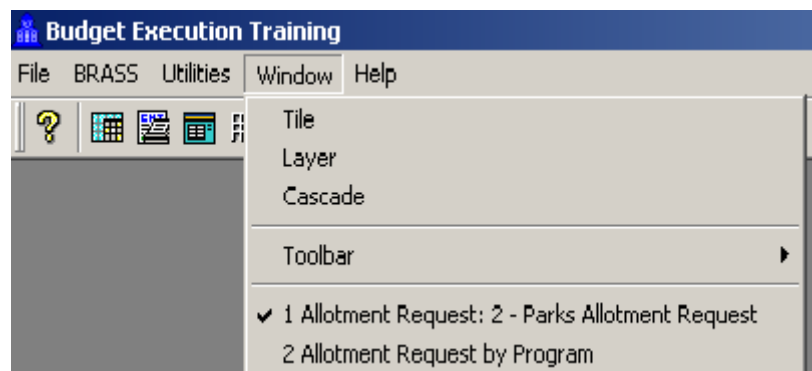 Budget Execution Training
File BRASS Utilities Window Help
Tile
Layer
Cascade
Toolbar
1 Allotment Request: 2 - Parks Allotment Request
2 Allotment Request by Program